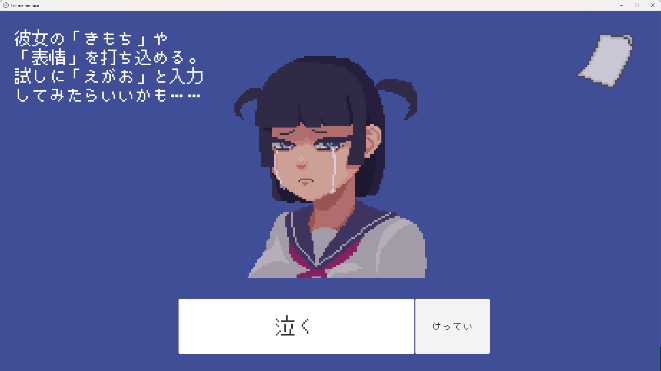 彼女の「きもち」や
「表情」を打ち込める。
試しに「えがお」と入力
してみたらいいかも……
泣く
けってい